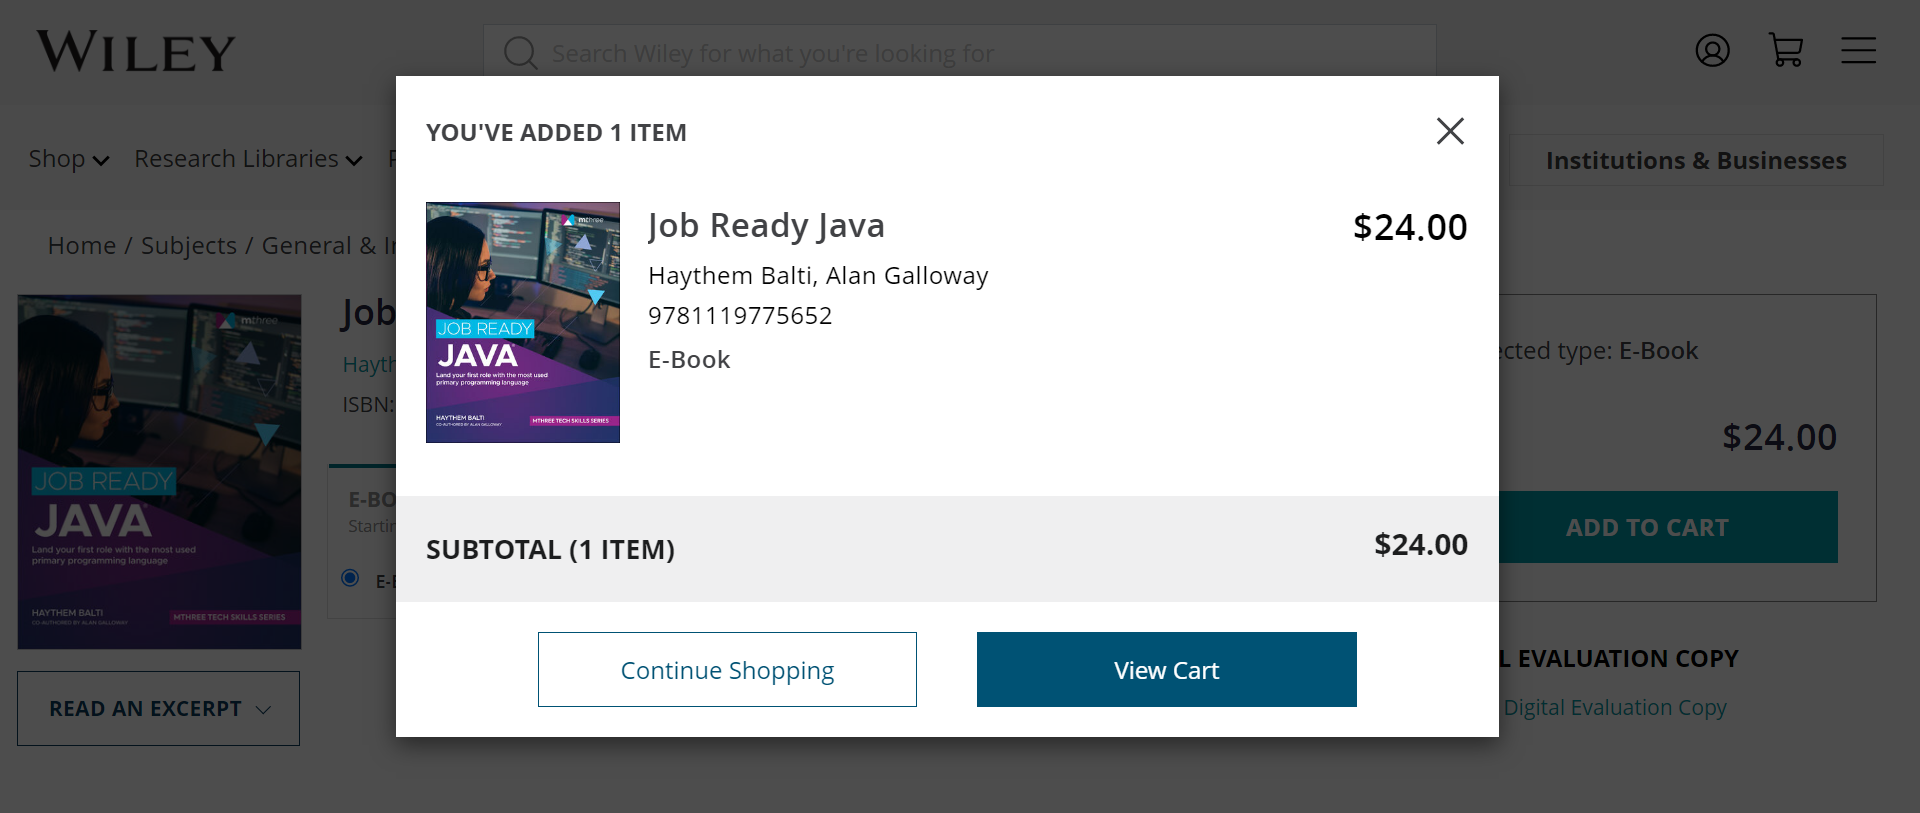 WILEY
Search Wiley for what you're looking for
Shop
Research Libraries
Institutions & Businesses
Home / Subjects / General &
YOU'VE ADDED 1 ITEM
mthree
JOB READY
JAVA
Land your first role with the most used
primary programming language
HAYTHEM BALTI
CO-AUTHORED BY ALAN GALLOWAY
MTHREE TECH SKILLS SERIES
Job Ready Java
$24.00
Haythem Balti, Alan Galloway
9781119775652
E-Book
SUBTOTAL (1 ITEM)
$24.00
Continue Shopping
View Cart
mthree
JOB READY
JAVA
Land your first role with the most used
primary programming language
HAYTHEM BALTI
CO-AUTHORED BY ALAN GALLOWAY
MTHREE TECH SKILLS SERIES
READ AN EXCERPT
Job
Hayth
ISBN:
E-BO
Startin
E-E
ected type: E-Book
$24.00
ADD TO CART
L EVALUATION COPY
Digital Evaluation Copy